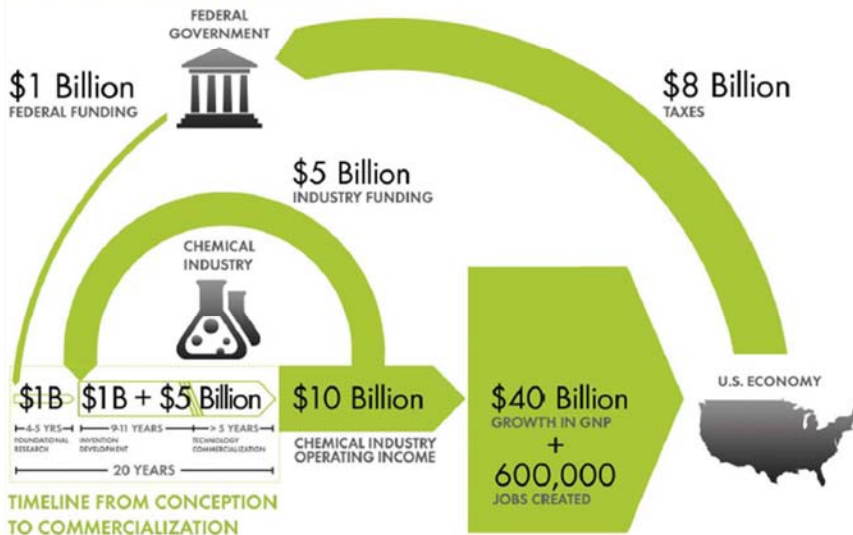 FEDERAL
GOVERNMENT
$1 Billion
FEDERAL FUNDING
$8 Billion
TAXES
$5 Billion
INDUSTRY FUNDING
CHEMICAL
INDUSTRY
$1B
$1B + $5 Billion
$10 Billion
CHEMICAL INDUSTRY
OPERATING INCOME
$40 Billion
GROWTH IN GNP
+
600,000
JOBS CREATED
U.S. ECONOMY
4-5 YRS
FOUNDATIONAL
RESEARCH
9-11 YEARS
INVENTION
DEVELOPMENT
> 5 YEARS
TECHNOLOGY
COMMERCIALIZATION
20 YEARS
TIMELINE FROM CONCEPTION
TO COMMERCIALIZATION